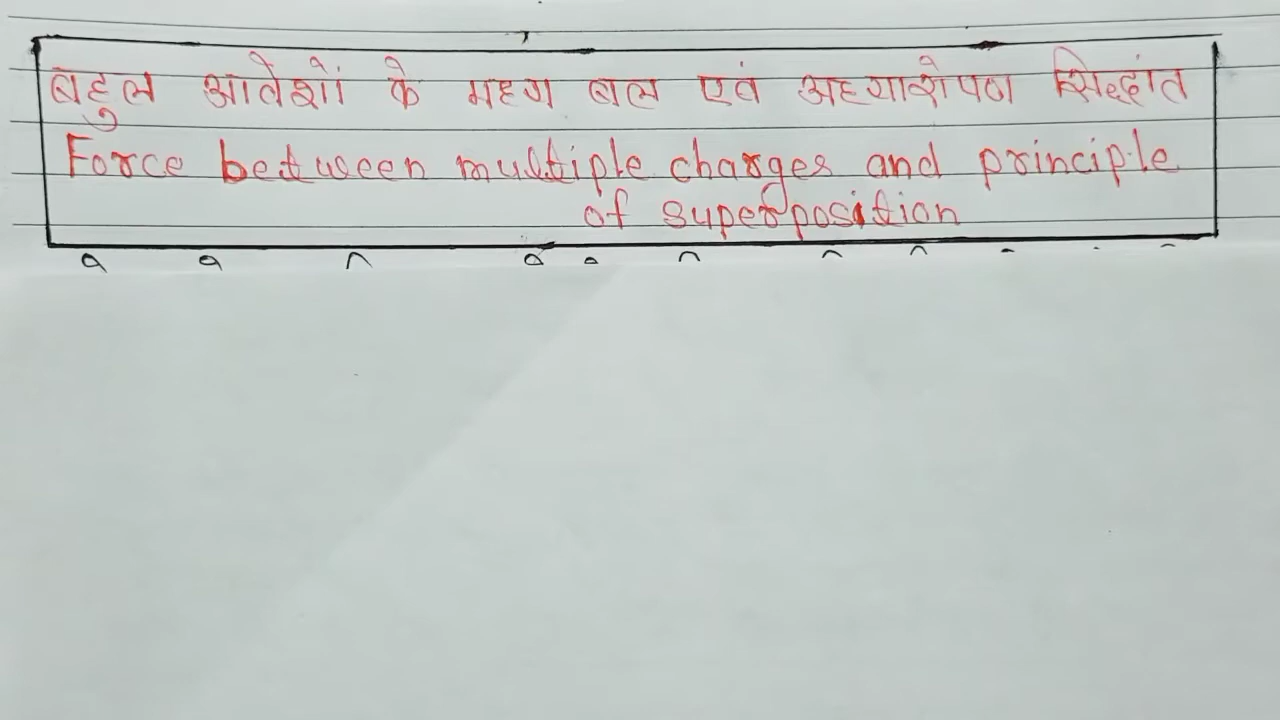 बहुल आवेशों के मध्य बल एवं अध्यारोपण सिद्धांत
Force between multiple charges and principle
of superposition